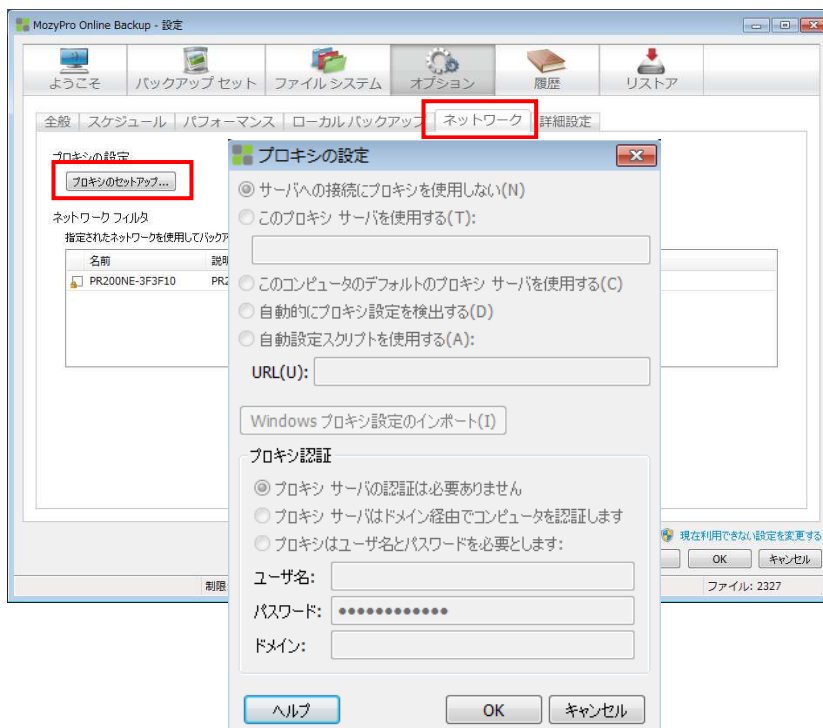 MozyPro Online Backup - 設定
ようこそ
バックアップ セット
ファイル システム
オプション
履歴
リストア
全般
スケジュール
パフォーマンス
ローカル バックアップ
ネットワーク
詳細設定
プロキシの設定
プロキシのセットアップ...
ネットワーク フィルタ
指定されたネットワークを使用してバックア
名前
説明
PR200NE-3F3F10
PR2
現在利用できない設定を変更する
OK
キャンセル
制限
ファイル: 2327
プロキシの設定
サーバへの接続にプロキシを使用しない(N)
このプロキシ サーバを使用する(T):
このコンピュータのデフォルトのプロキシ サーバを使用する(C)
自動的にプロキシ設定を検出する(D)
自動設定スクリプトを使用する(A):
URL(U):
Windows プロキシ設定のインポート(I)
プロキシ認証
プロキシ サーバの認証は必要ありません
プロキシ サーバはドメイン経由でコンピュータを認証します
プロキシはユーザ名とパスワードを必要とします:
ユーザ名:
パスワード: ●●●●●●●●●●●●
ドメイン:
ヘルプ
OK
キャンセル